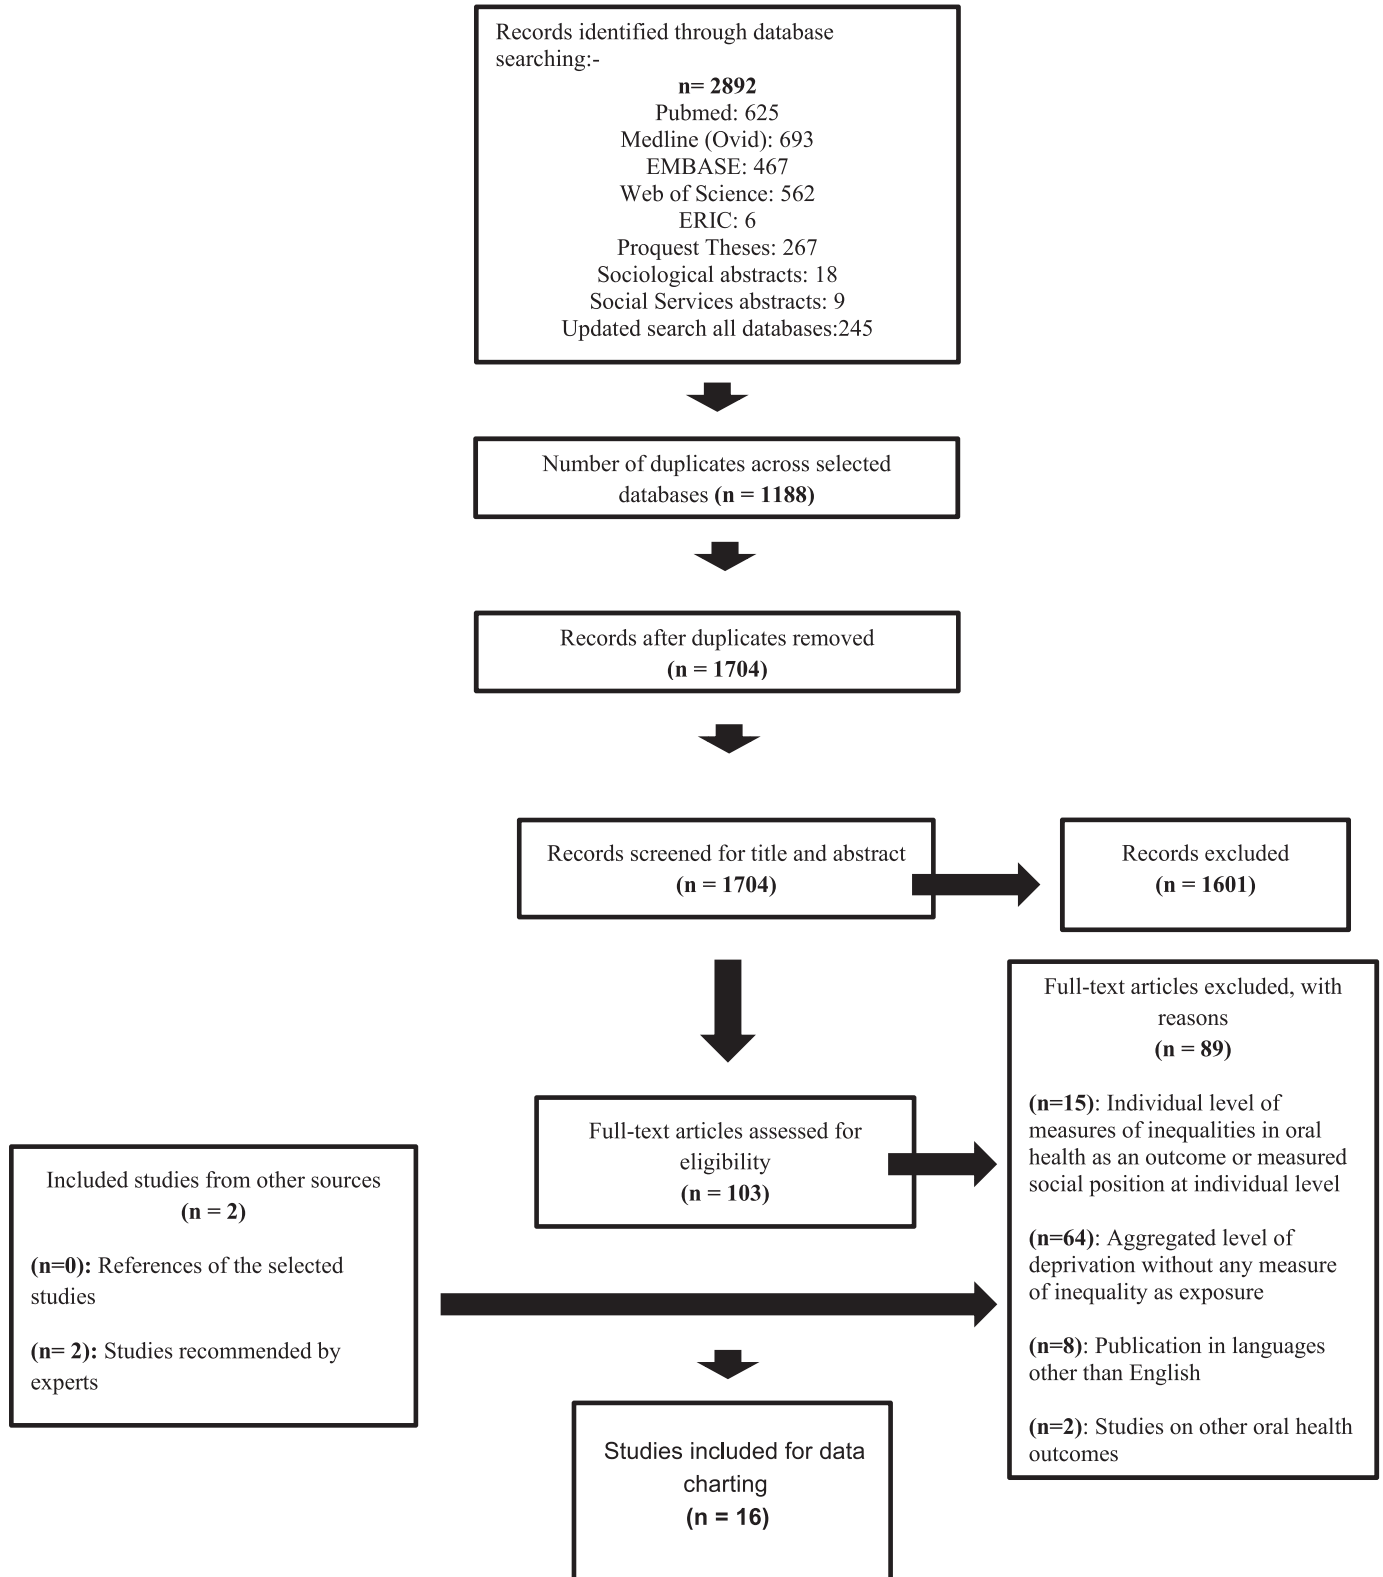 Records identified through database
searching:-
n= 2892
Pubmed: 625
Medline (Ovid): 693
EMBASE: 467
Web of Science: 562
ERIC: 6
Proquest Theses: 267
Sociological abstracts: 18
Social Services abstracts: 9
Updated search all databases:245
Number of duplicates across selected
databases (n = 1188)
Records after duplicates removed
(n = 1704)
Records screened for title and abstract
(n = 1704)
Records excluded
(n = 1601)
Full-text articles assessed for
eligibility
(n = 103)
Full-text articles excluded, with
reasons
(n = 89)
(n=15): Individual level of
measures of inequalities in oral
health as an outcome or measured
social position at individual level
(n=64): Aggregated level of
deprivation without any measure
of inequality as exposure
(n=8): Publication in languages
other than English
(n=2): Studies on other oral health
outcomes
Included studies from other sources
(n = 2)
(n=0): References of the selected
studies
(n= 2): Studies recommended by
experts
Studies included for data
charting
(n = 16)